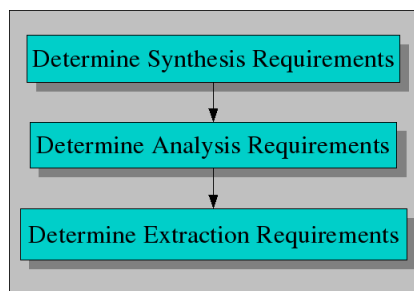 Determine Synthesis Requirements
Determine Analysis Requirements
Determine Extraction Requirements